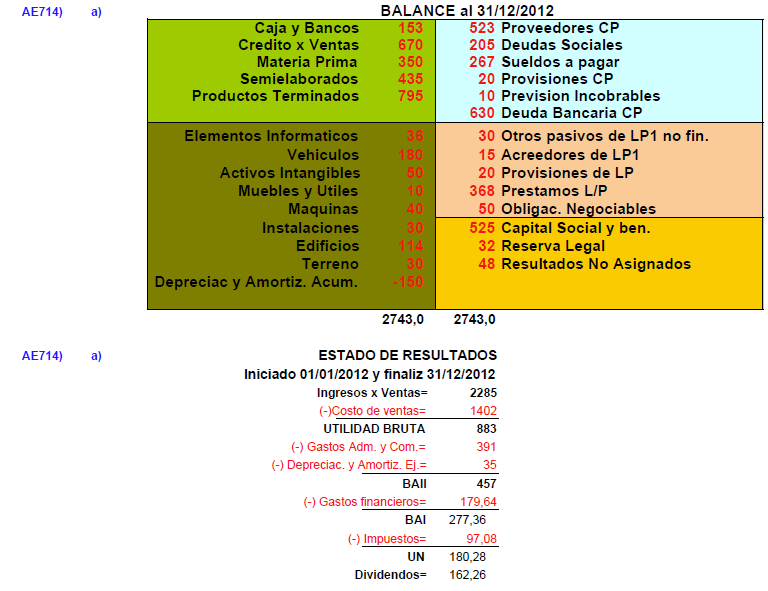 AE714) a) BALANCE al 31/12/2012
Caja y Bancos 153 523 Proveedores CP
Credito x Ventas 670 205 Deudas Sociales
Materia Prima 350 267 Sueldos a pagar
Semielaborados 435 20 Provisiones CP
Productos Terminados 795 10 Prevision Incobrables
630 Deuda Bancaria CP
Elementos Informaticos 36 30 Otros pasivos de LP1 no fin.
Vehiculos 180 15 Acreedores de LP1
Activos Intangibles 50 20 Provisiones de LP
Muebles y Utiles 10 368 Prestamos L/P
Maquinas 40 50 Obligac. Negociables
Instalaciones 30 525 Capital Social y ben.
Edificios 114 32 Reserva Legal
Terreno 30 48 Resultados No Asignados
Depreciac y Amortiz. Acum. -150
2743,0 2743,0
AE714) a) ESTADO DE RESULTADOS
Iniciado 01/01/2012 y finaliz 31/12/2012
Ingresos x Ventas= 2285
(-)Costo de ventas= 1402
UTILIDAD BRUTA 883
(-) Gastos Adm. y Com.= 391
(-) Depreciac. y Amortiz. Ej.= 35
BAII 457
(-) Gastos financieros= 179,64
BAI 277,36
(-) Impuestos= 97,08
UN 180,28
Dividendos= 162,26